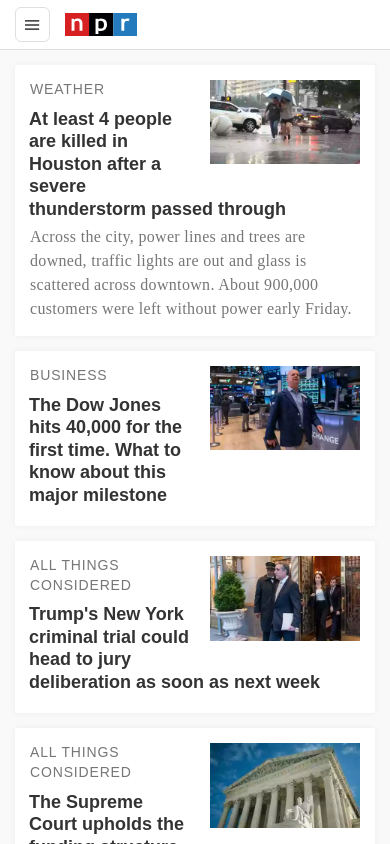 npr
WEATHER
At least 4 people
are killed in
Houston after a
severe
thunderstorm passed through
Across the city, power lines and trees are
downed, traffic lights are out and glass is
scattered across downtown. About 900,000
customers were left without power early Friday.
BUSINESS
The Dow Jones
hits 40,000 for the
first time. What to
know about this
major milestone
CHANGE
ALL THINGS
CONSIDERED
Trump's New York
criminal trial could
head to jury
deliberation as soon as next week
ALL THINGS
CONSIDERED
The Supreme
Court upholds the
funding structure